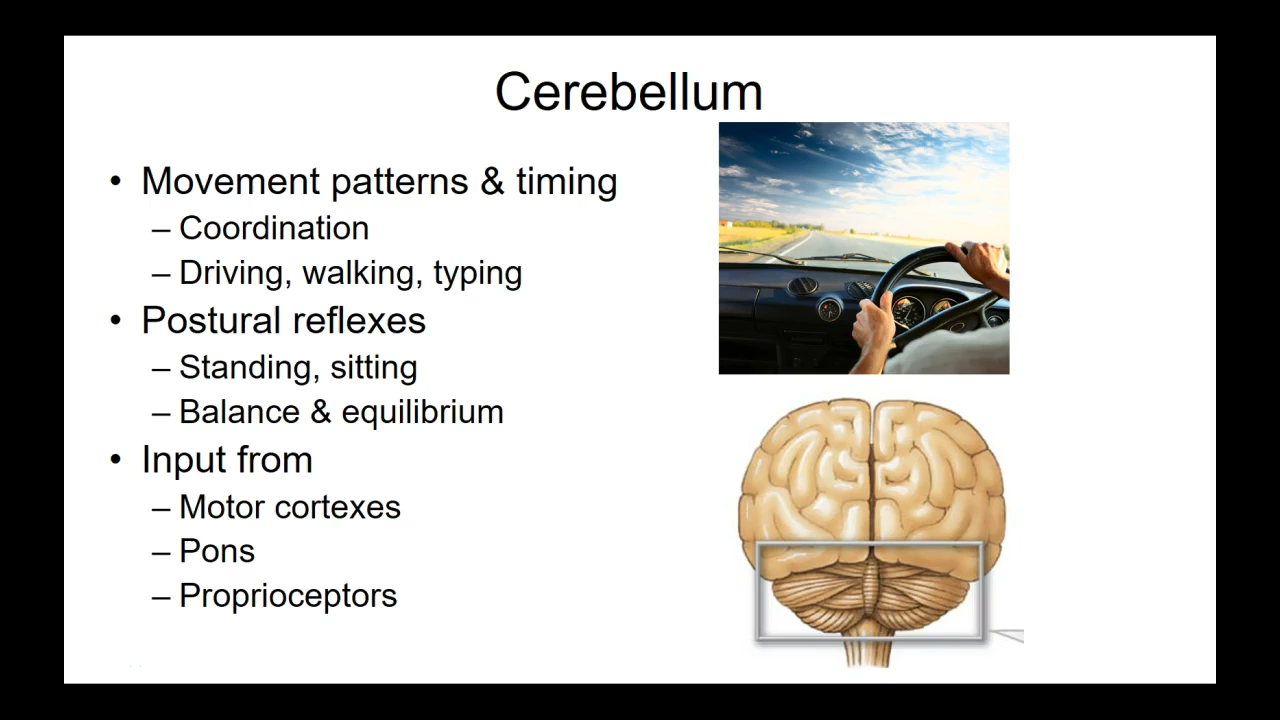 Cerebellum
• Movement patterns & timing
– Coordination
– Driving, walking, typing
• Postural reflexes
– Standing, sitting
– Balance & equilibrium
• Input from
– Motor cortexes
– Pons
– Proprioceptors